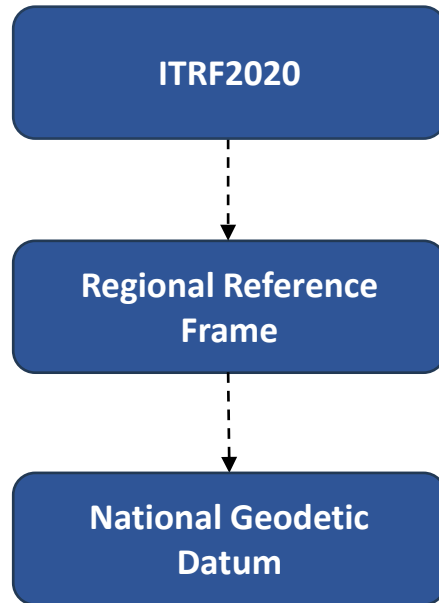 ITRF2020
Regional Reference
Frame
National Geodetic
Datum